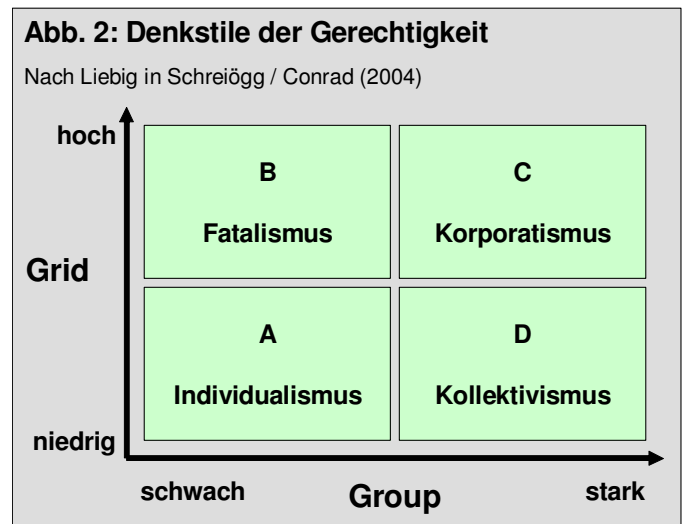 Abb. 2: Denkstile der Gerechtigkeit
Nach Liebig in Schreiögg / Conrad (2004)
hoch
B
Fatalismus
C
Korporatismus
Grid
A
Individualismus
D
Kollektivismus
niedrig
schwach
Group
stark